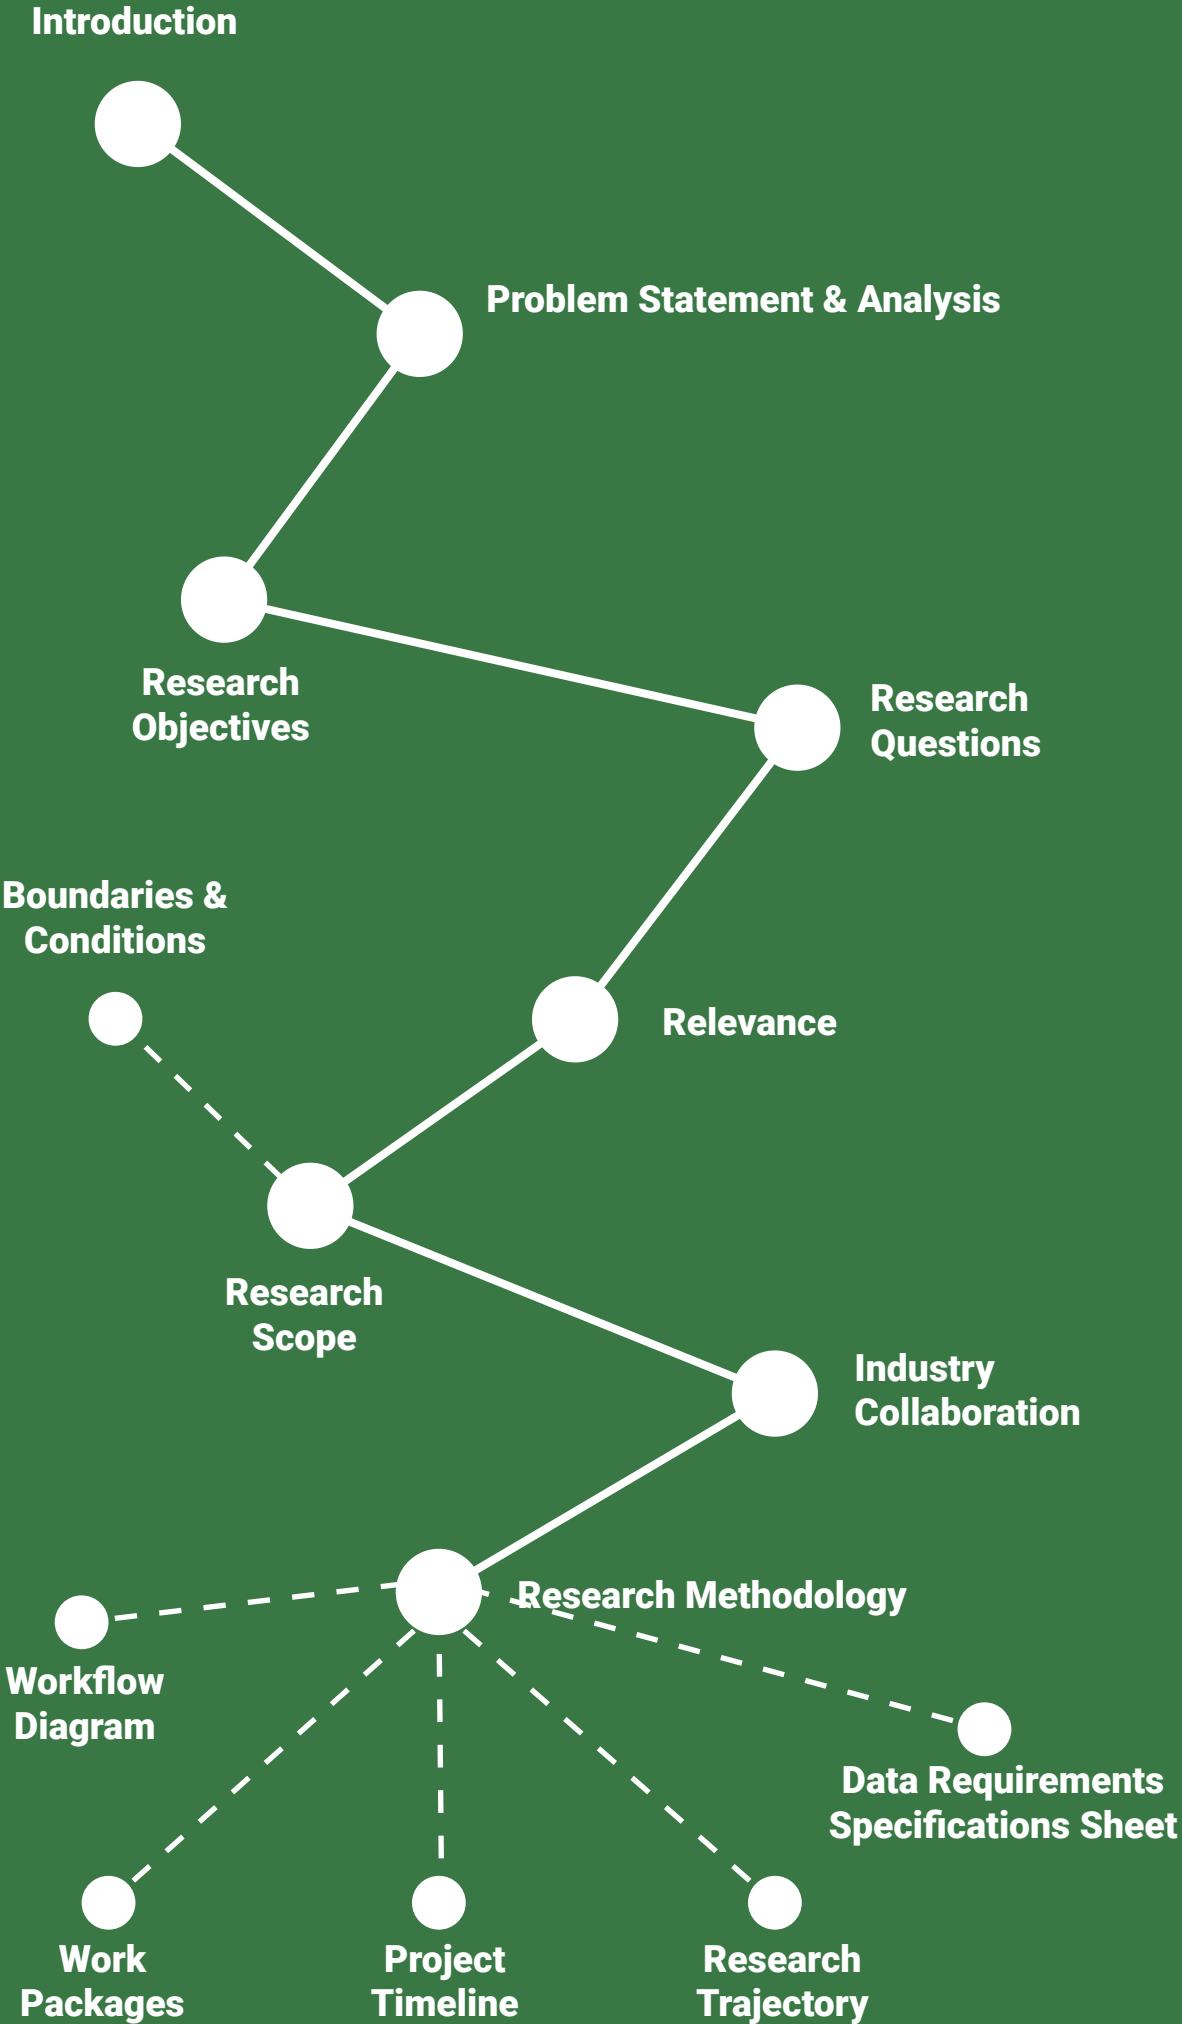 Introduction
Problem Statement & Analysis
Research
Objectives
Research
Questions
Boundaries &
Conditions
Relevance
Research
Scope
Industry
Collaboration
Research Methodology
Workflow
Diagram
Data Requirements
Specifications Sheet
Work
Packages
Project
Timeline
Research
Trajectory